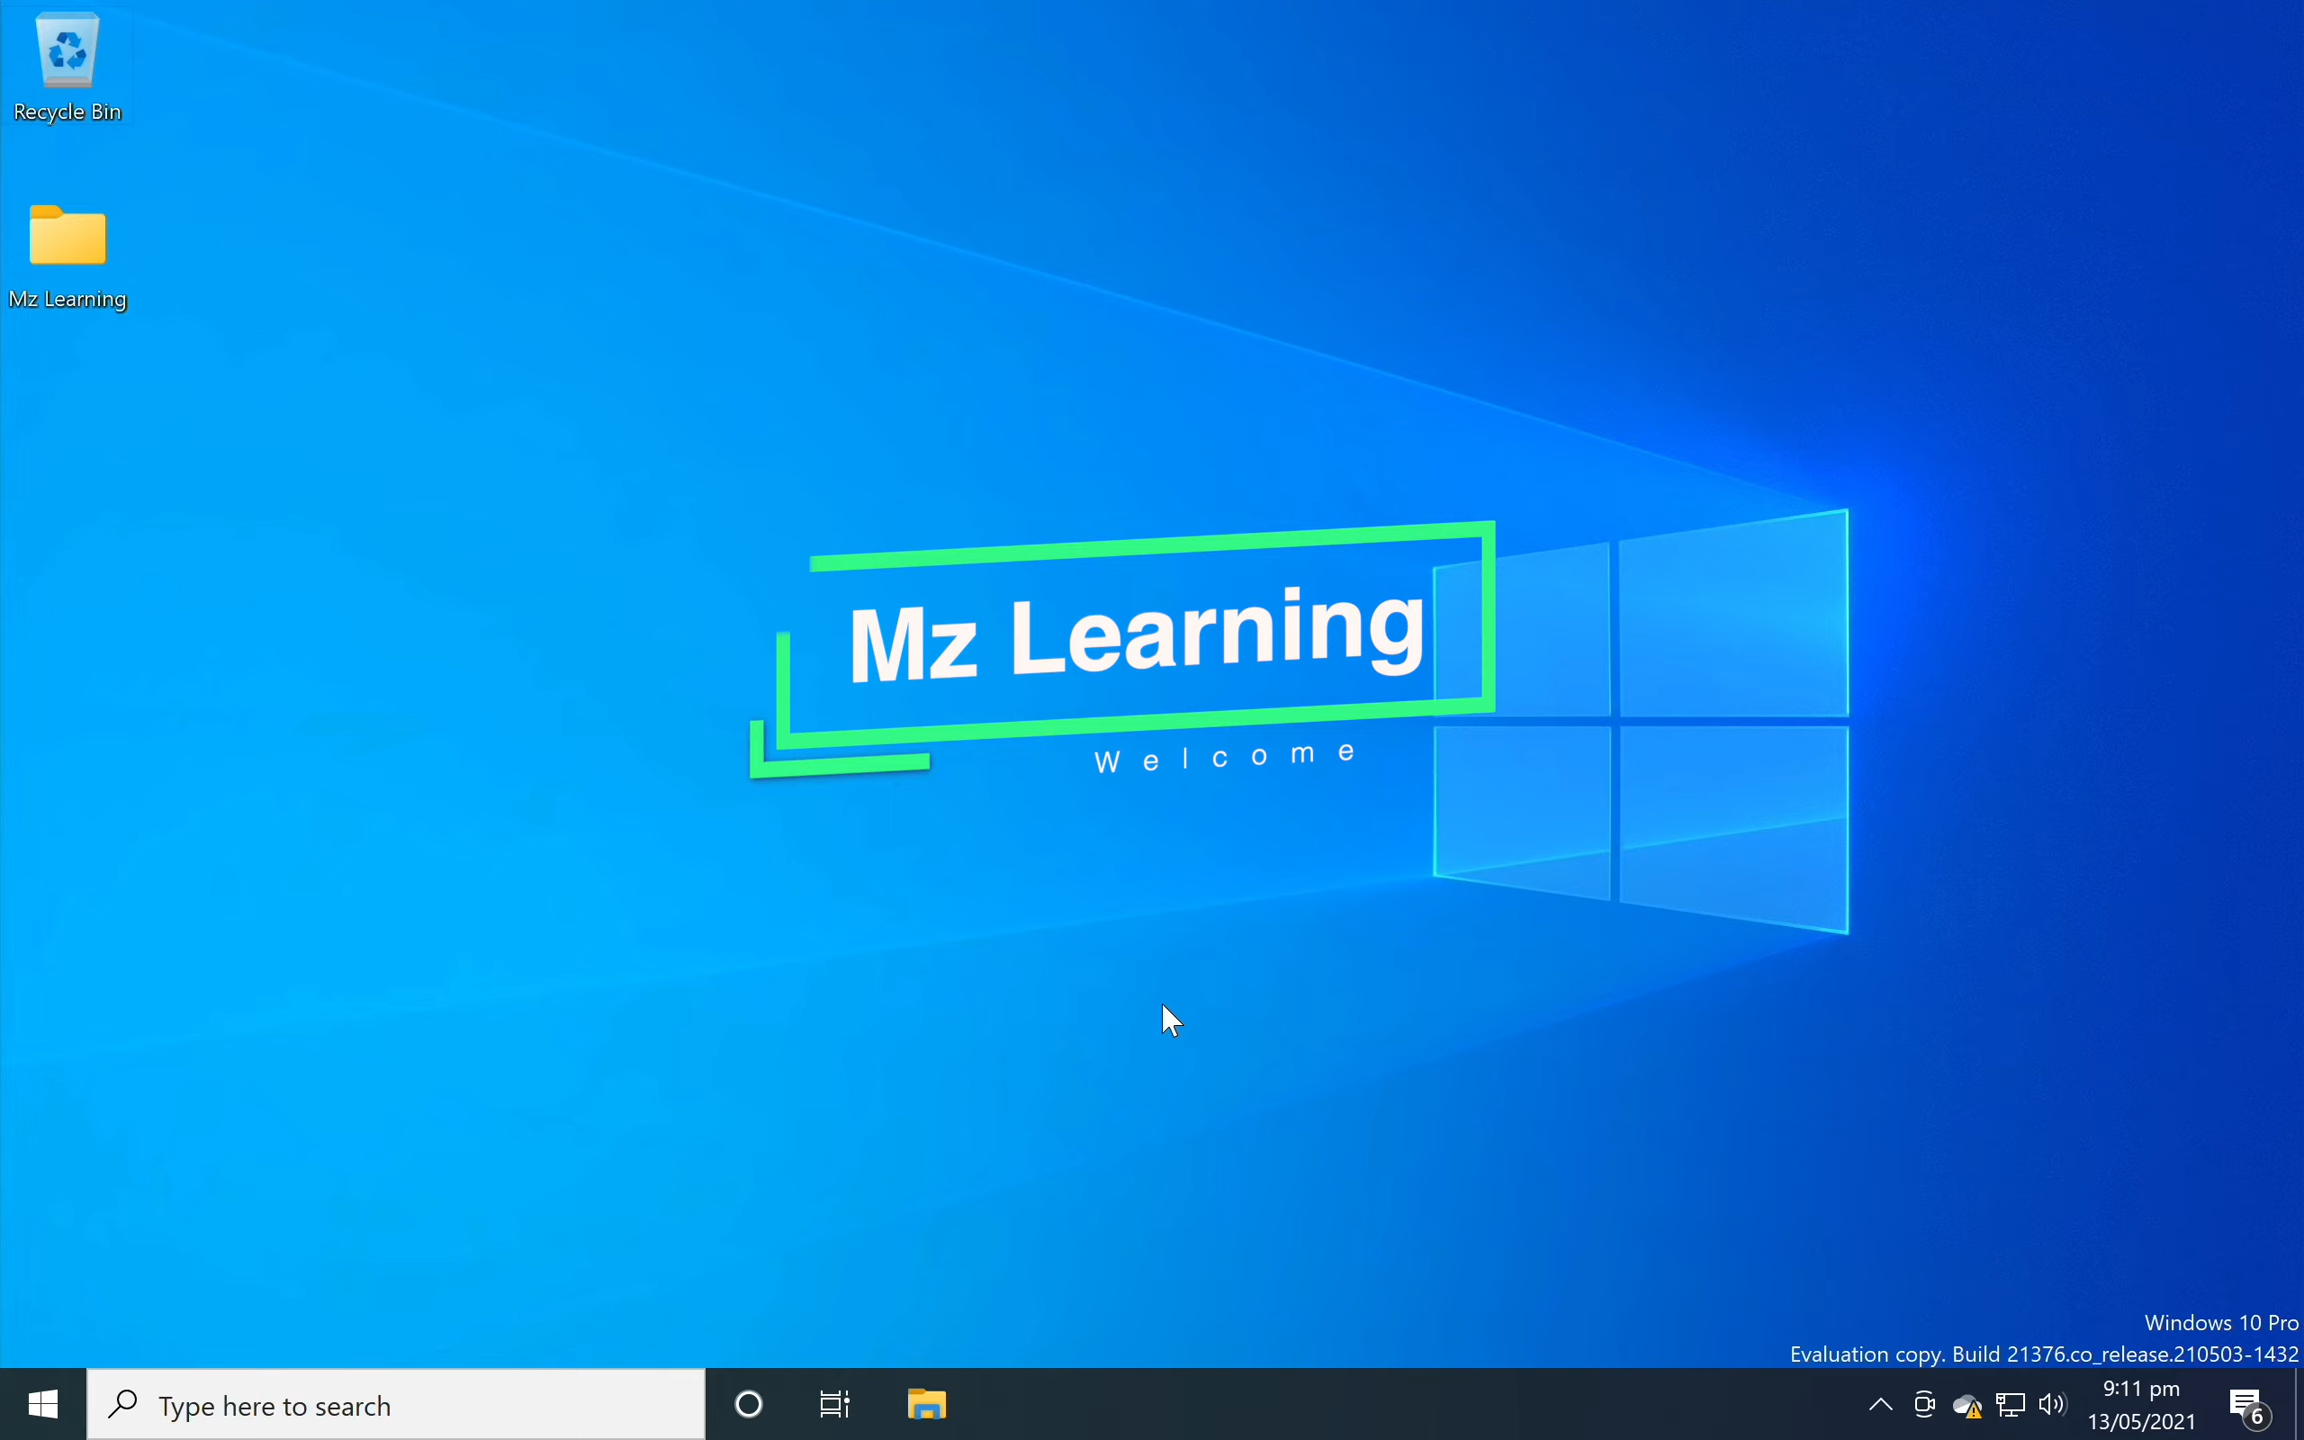 Recycle Bin
Mz Learning
Mz Learning
Welcome
Windows 10 Pro
Evaluation copy. Build 21376.co_release.210503-1432
Type here to search
9:11 pm
13/05/2021
6